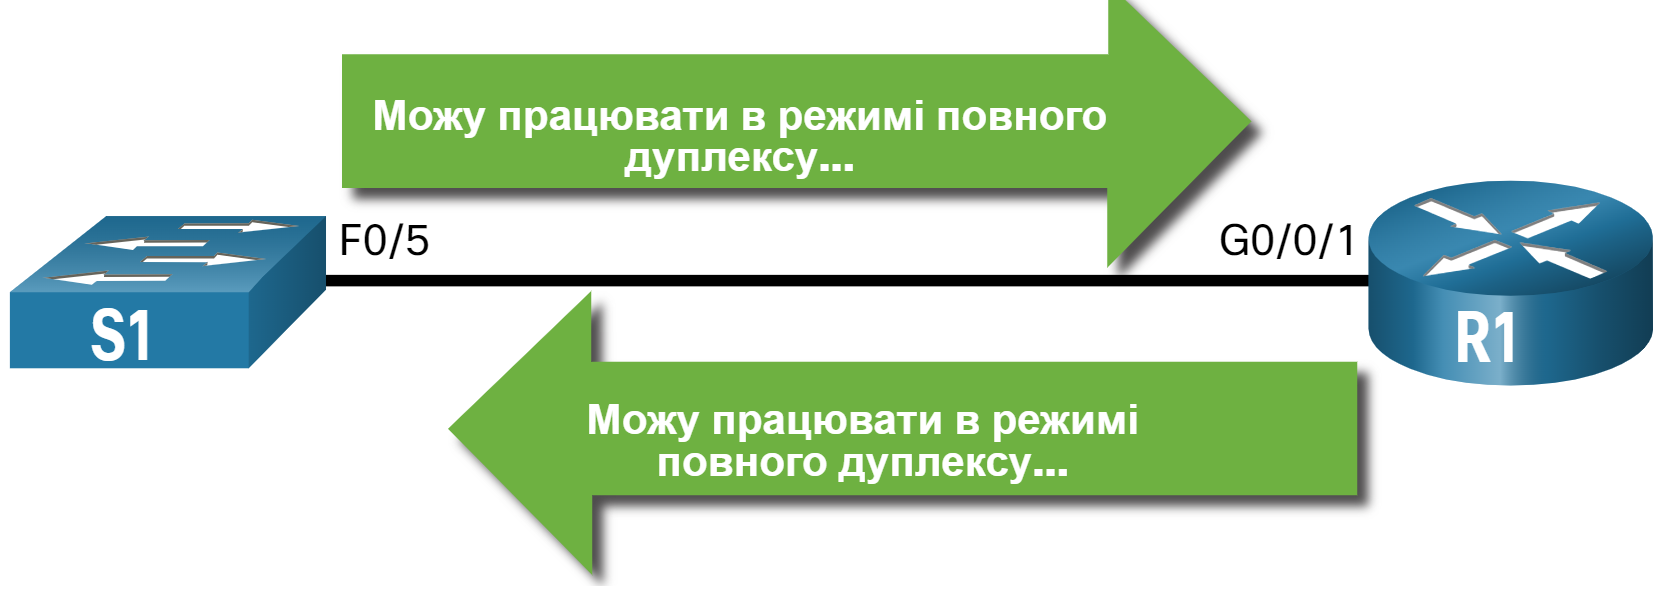 Можу працювати в режимі повного
дуплексу...
F0/5
G0/0/1
S1
R1
Можу працювати в режимі
повного дуплексу...